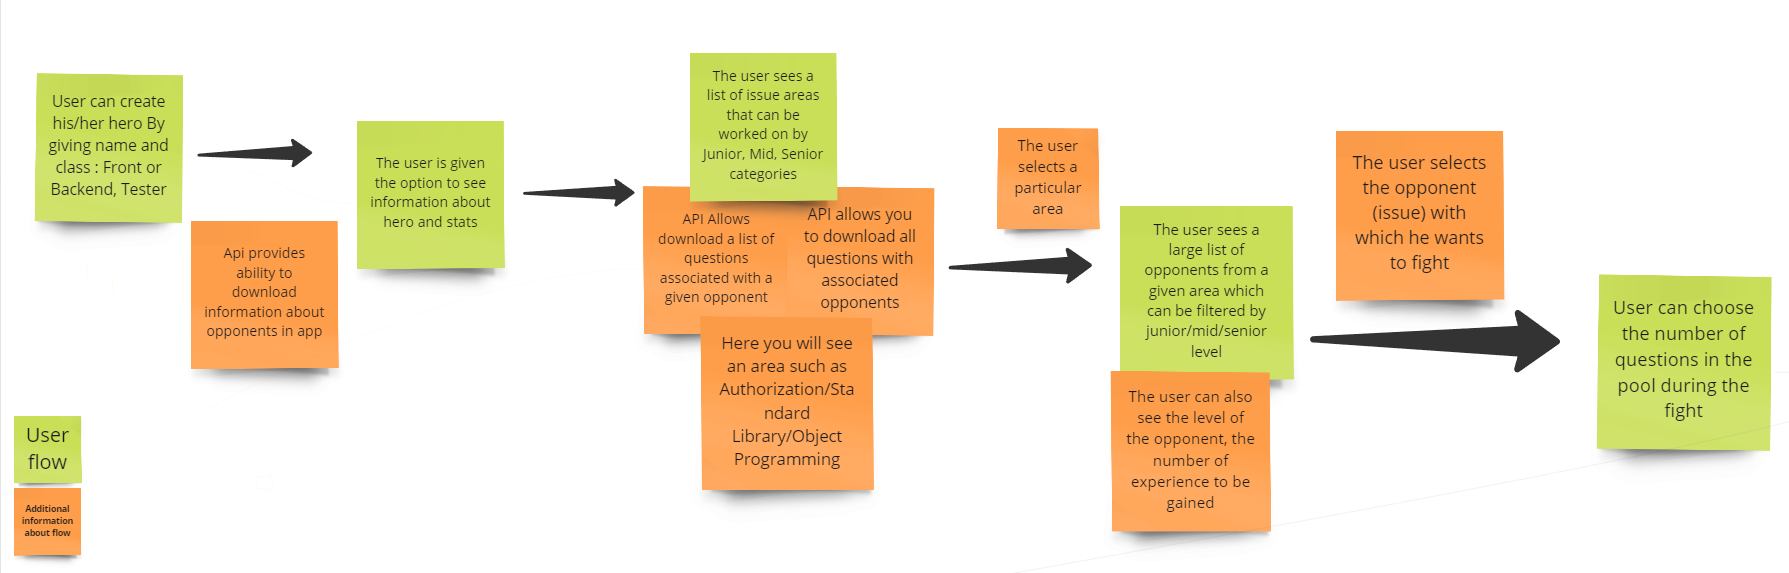 User can create
his/her hero By
giving name and
class : Front or
Backend, Tester
Api provides
ability to
download
information about
opponents in app
The user is given
the option to see
information about
hero and stats
The user sees a
list of issue areas
that can be
worked on by
Junior, Mid, Senior
categories
API Allows
download a list of
questions
associated with a
given opponent
API allows you
to download all
questions with
associated
opponents
Here you will see
an area such as
Authorization/Sta
ndard
Library/Object
Programming
The user
selects a
particular
area
The user sees a
large list of
opponents from a
given area which
can be filtered by
junior/mid/senior
level
The user can also
see the level of
the opponent, the
number of
experience to be
gained
The user selects
the opponent
(issue) with
which he wants
to fight
User can choose
the number of
questions in the
pool during the
fight
User
flow
Additional
information
about flow